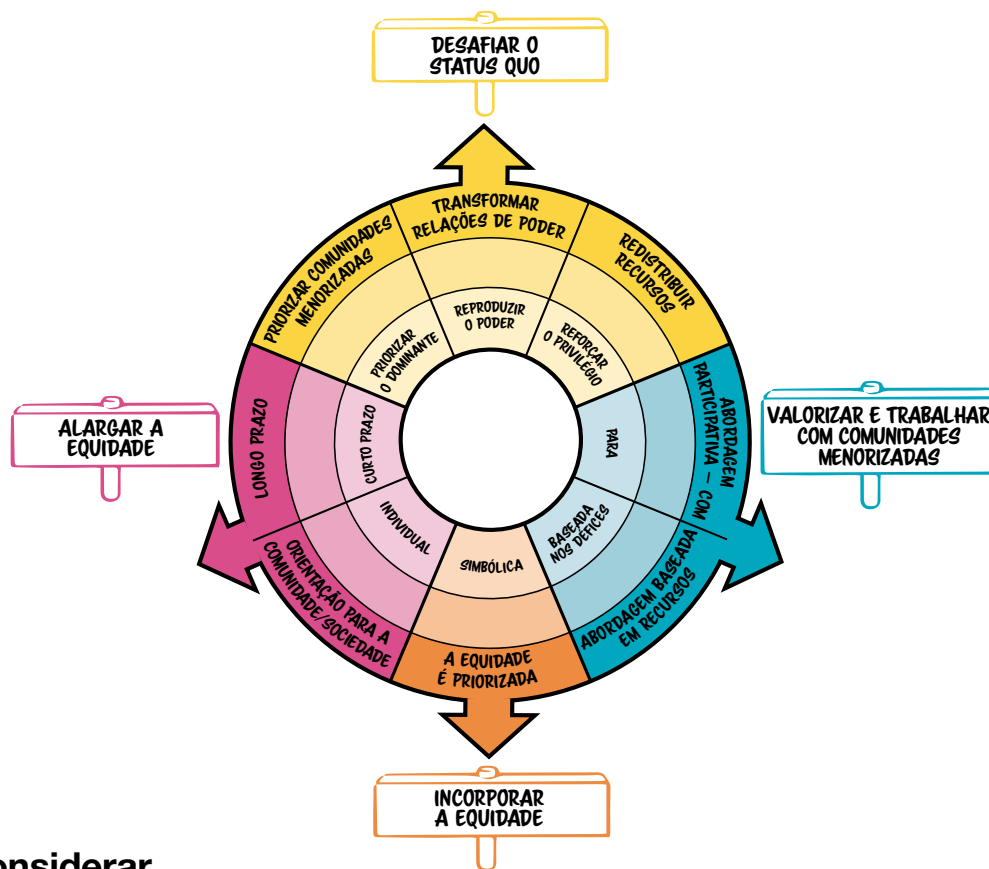 DESAFIAR O
STATUS QUO
PRIORIZAR COMUNIDADES
MENORIZADAS
TRANSFORMAR
RELAÇÕES DE PODER
REDISTRIBUIR
RECURSOS
PRIORIZAR
O DOMINANTE
REPRODUZIR
O PODER
REFORÇAR
O PRIVILÉGIO
ALARGAR A
EQUIDADE
LONGO PRAZO
CURTO PRAZO
PARA
ABORDAGEM
PARTICIPATIVA – COM
VALORIZAR E TRABALHAR
COM COMUNIDADES
MENORIZADAS
ORIENTAÇÃO PARA A
COMUNIDADE/SOCIEDADE
INDIVIDUAL
SIMBÓLICA
BASEADA
NOS DÉFICES
ABORDAGEM BASEADA
EM RECURSOS
A EQUIDADE
É PRIORIZADA
INCORPORAR
A EQUIDADE
onsiderar